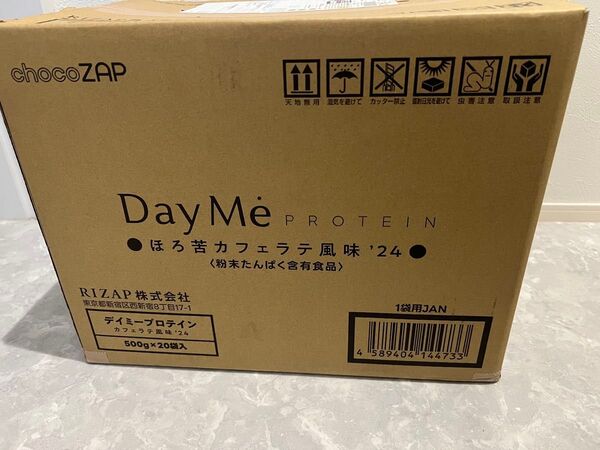 chocoZAP
天地無用 湿気を避けて カッター禁止 直射日光を避けて 虫害注意 取扱注意
DayMe PROTEIN
●ほろ苦カフェラテ風味 '24●
〈粉末たんぱく含有食品〉
RIZAP株式会社
東京都新宿区西新宿8丁目17-1
デイミープロテイン
カフェラテ風味 '24
500g×20袋入
1袋用JAN
4 589404 144733